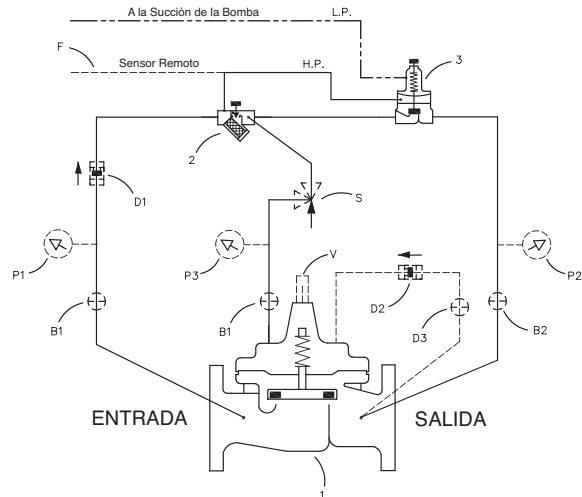 A la Succión de la Bomba L.P.
F Sensor Remoto H.P. 3
2
D1 S
P1 P3 V P2
D2
B1 B1 D3 B2
ENTRADA SALIDA
1